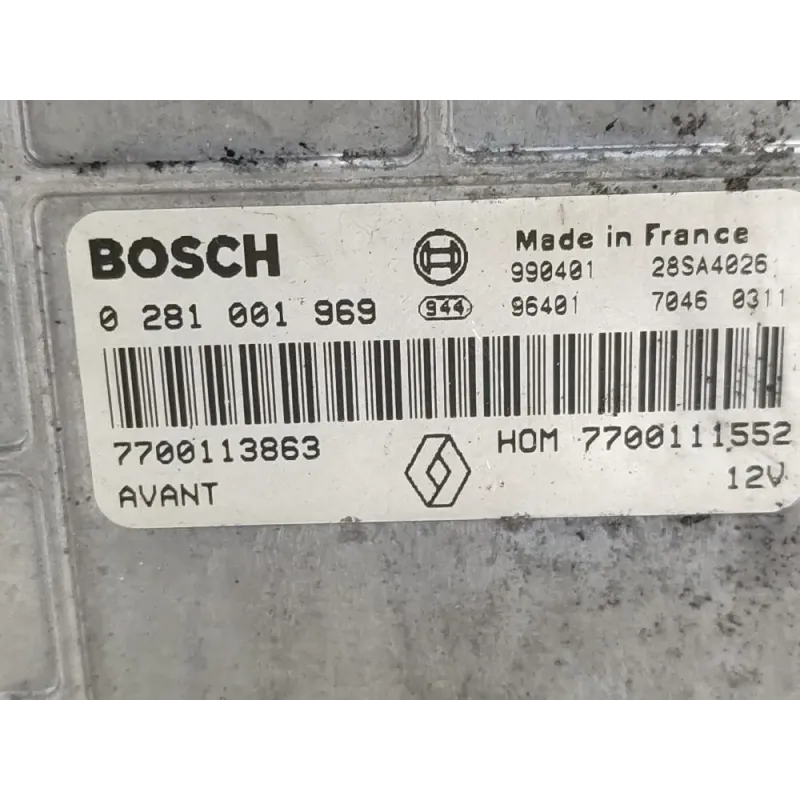 BOSCH
Made in France
990401 28SA4026
0 281 001 969 944 96401 7046 0311
7700113863 HOM 7700111552
AVANT 12V